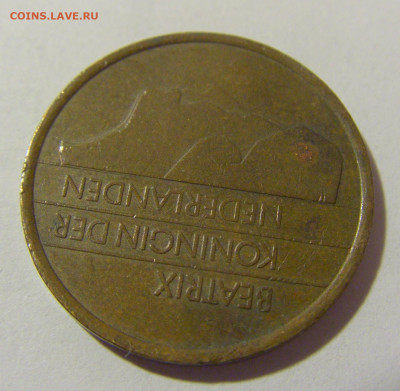 COINS.LAVE.RU
BEATRIX
KONINGIN DER
NEDERLANDEN